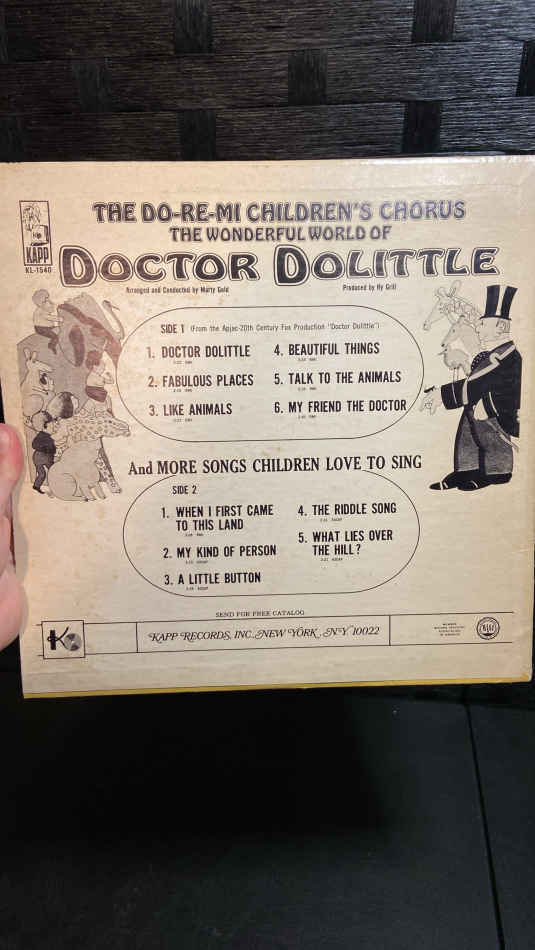 THE DO-RE-MI CHILDREN'S CHORUS
THE WONDERFUL WORLD OF
DOCTOR DOLITTLE
KAPP
KL-1540
Arranged and Conducted by Marty Gold
Produced by Hy Grill
SIDE 1 (From the Apjac-20th Century Fox Production "Doctor Dolittle")
1. DOCTOR DOLITTLE
2. FABULOUS PLACES
3. LIKE ANIMALS
4. BEAUTIFUL THINGS
5. TALK TO THE ANIMALS
6. MY FRIEND THE DOCTOR
And MORE SONGS CHILDREN LOVE TO SING
SIDE 2
1. WHEN I FIRST CAME
TO THIS LAND
2. MY KIND OF PERSON
3. A LITTLE BUTTON
4. THE RIDDLE SONG
5. WHAT LIES OVER
THE HILL?
SEND FOR FREE CATALOG
KAPP RECORDS, INC., NEW YORK, N.Y. 10022